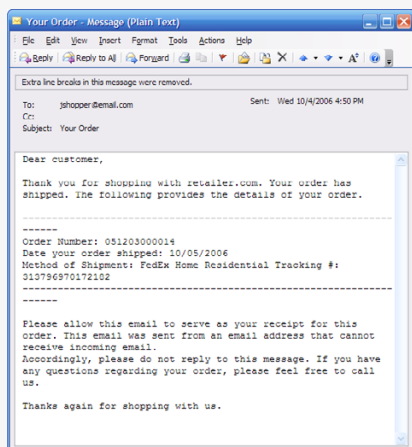 Your Order - Message (Plain Text)
File Edit View Insert Format Tools Actions Help
Reply Reply to All Forward
Extra line breaks in this message were removed.
To: jshopper@email.com Sent: Wed 10/4/2006 4:50 PM
Cc:
Subject: Your Order
Dear customer,
Thank you for shopping with retailer.com. Your order has
shipped. The following provides the details of your order.
------------------------------------------------------------
------
Order Number: 051203000014
Date your order shipped: 10/05/2006
Method of Shipment: FedEx Home Residential Tracking #:
313796970172102
------------------------------------------------------------
------
Please allow this email to serve as your receipt for this
order. This email was sent from an email address that cannot
receive incoming email.
Accordingly, please do not reply to this message. If you have
any questions regarding your order, please feel free to call
us.
Thanks again for shopping with us.